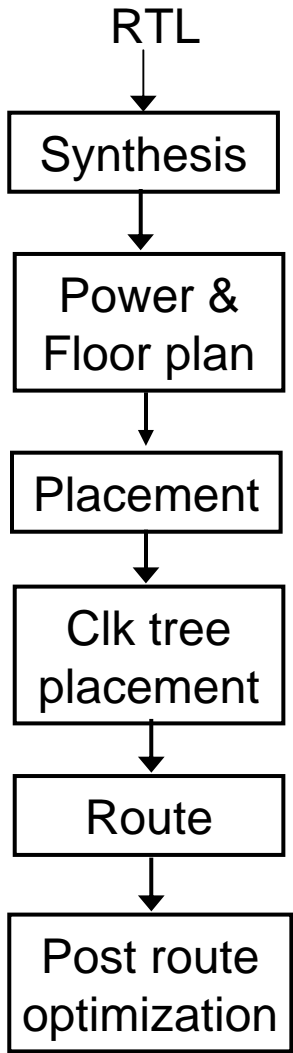 RTL
Synthesis
Power &
Floor plan
Placement
Clk tree
placement
Route
Post route
optimization